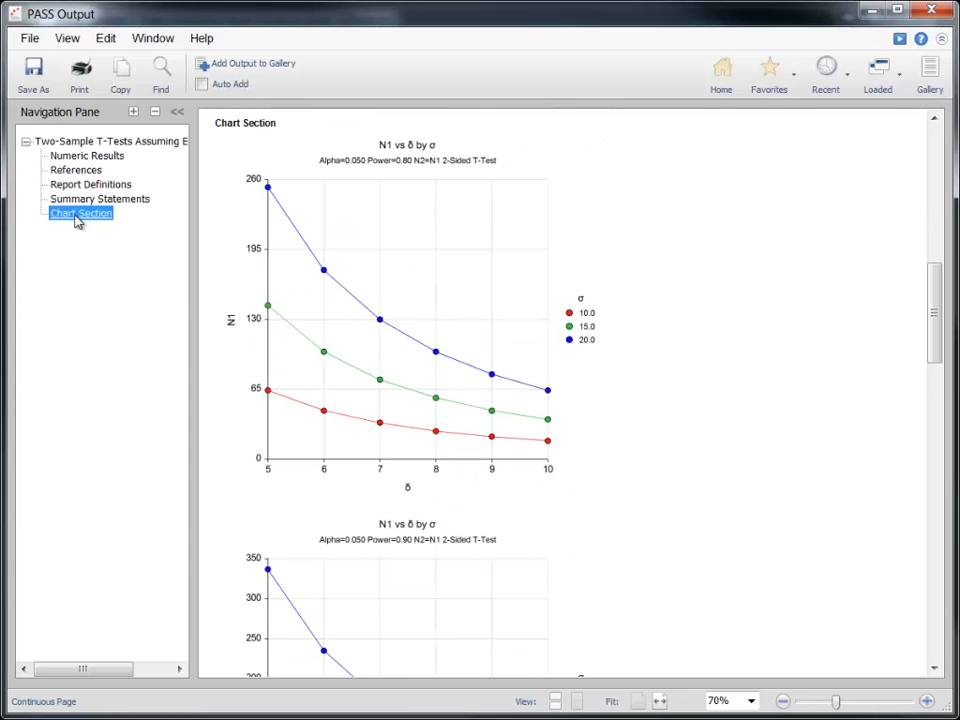 PASS Output
File View Edit Window Help
Save As Print Copy Find Add Output to Gallery Auto Add Home Favorites Recent Loaded Gallery
Navigation Pane <<
Two-Sample T-Tests Assuming E
Numeric Results
References
Report Definitions
Summary Statements
Chart Section
Chart Section
N1 vs δ by σ
Alpha=0.050 Power=0.80 N2=N1 2-Sided T-Test
260
195
130
65
0
N1
5 6 7 8 9 10
δ
σ
10.0
15.0
20.0
N1 vs δ by σ
Alpha=0.050 Power=0.90 N2=N1 2-Sided T-Test
350
300
250
200
σ
Continuous Page View: Fit: 70%